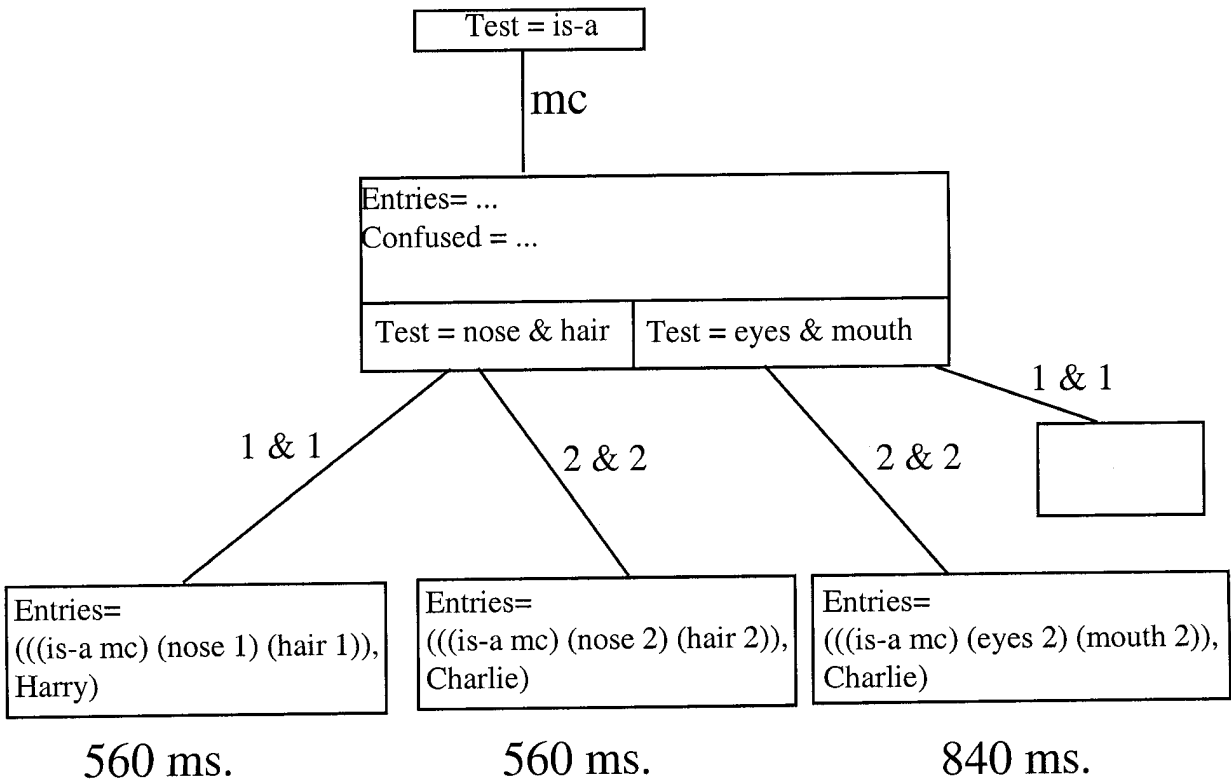 Test = is-a
mc
Entries= ...
Confused = ...
Test = nose & hair
Test = eyes & mouth
1 & 1
2 & 2
2 & 2
1 & 1
Entries=
(((is-a mc) (nose 1) (hair 1)),
Harry)
Entries=
(((is-a mc) (nose 2) (hair 2)),
Charlie)
Entries=
(((is-a mc) (eyes 2) (mouth 2)),
Charlie)
560 ms.
560 ms.
840 ms.